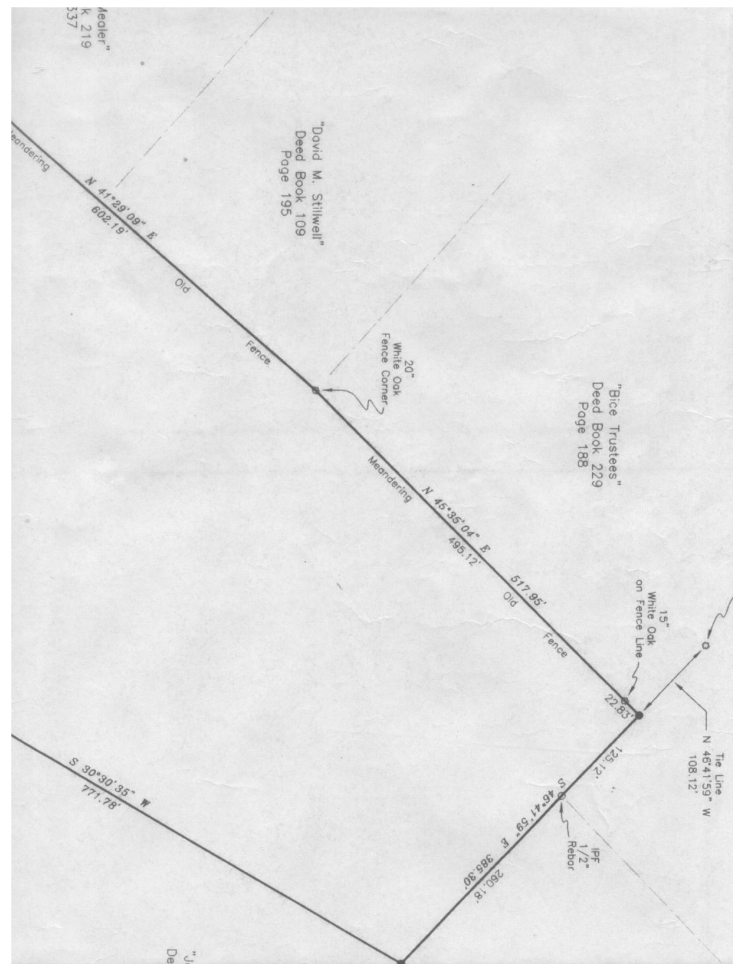 Mealer"
k 219
537
"David M. Stillwell"
Deed Book 109
Page 195
Meandering
N 41°29'09" E
602.19'
Old
Fence
20"
White Oak
Fence Corner
"Bice Trustees"
Deed Book 229
Page 188
Meandering
N 45°35'04" E
495.12'
517.95'
Old
Fence
15"
White Oak
on Fence Line
22.83'
Tie Line
N 46°41'59" W
108.12'
125.12'
S 46°41'59" E 385.30'
260.18'
IPF
1/2"
Rebar
S 30°30'35" W
771.78'
"J
De